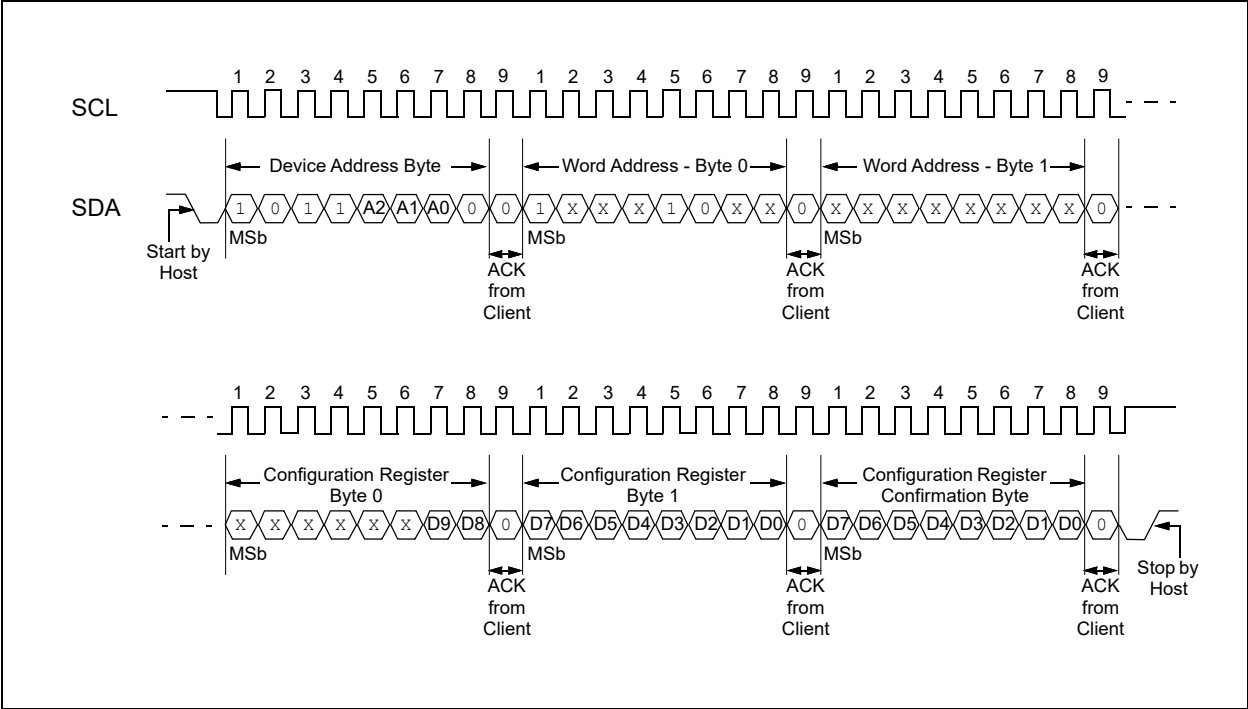 1 2 3 4 5 6 7 8 9 1 2 3 4 5 6 7 8 9 1 2 3 4 5 6 7 8 9
SCL
Device Address Byte Word Address - Byte 0 Word Address - Byte 1
SDA 1 0 1 1 A2 A1 A0 0 0 1 X X X 1 0 X X 0 X X X X X X X X 0
MSb MSb MSb
Start by
Host
ACK
from
Client
ACK
from
Client
ACK
from
Client
1 2 3 4 5 6 7 8 9 1 2 3 4 5 6 7 8 9 1 2 3 4 5 6 7 8 9
Configuration Register
Byte 0
Configuration Register
Byte 1
Configuration Register
Confirmation Byte
X X X X X X D9 D8 0 D7 D6 D5 D4 D3 D2 D1 D0 0 D7 D6 D5 D4 D3 D2 D1 D0 0
MSb MSb MSb
ACK
from
Client
ACK
from
Client
ACK
from
Client
Stop by
Host